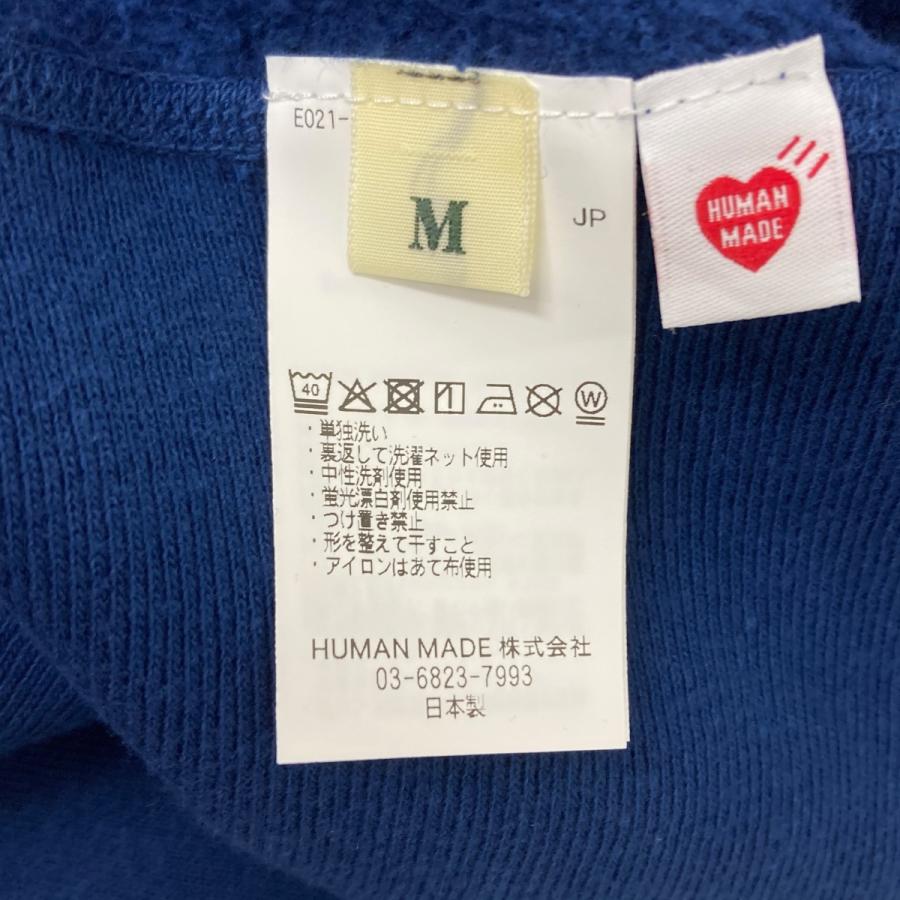 E021-
M
JP
HUMAN
MADE
40
W
・単独洗い
・裏返して洗濯ネット使用
・中性洗剤使用
・蛍光漂白剤使用禁止
・つけ置き禁止
・形を整えて干すこと
・アイロンはあて布使用
HUMAN MADE 株式会社
03-6823-7993
日本製